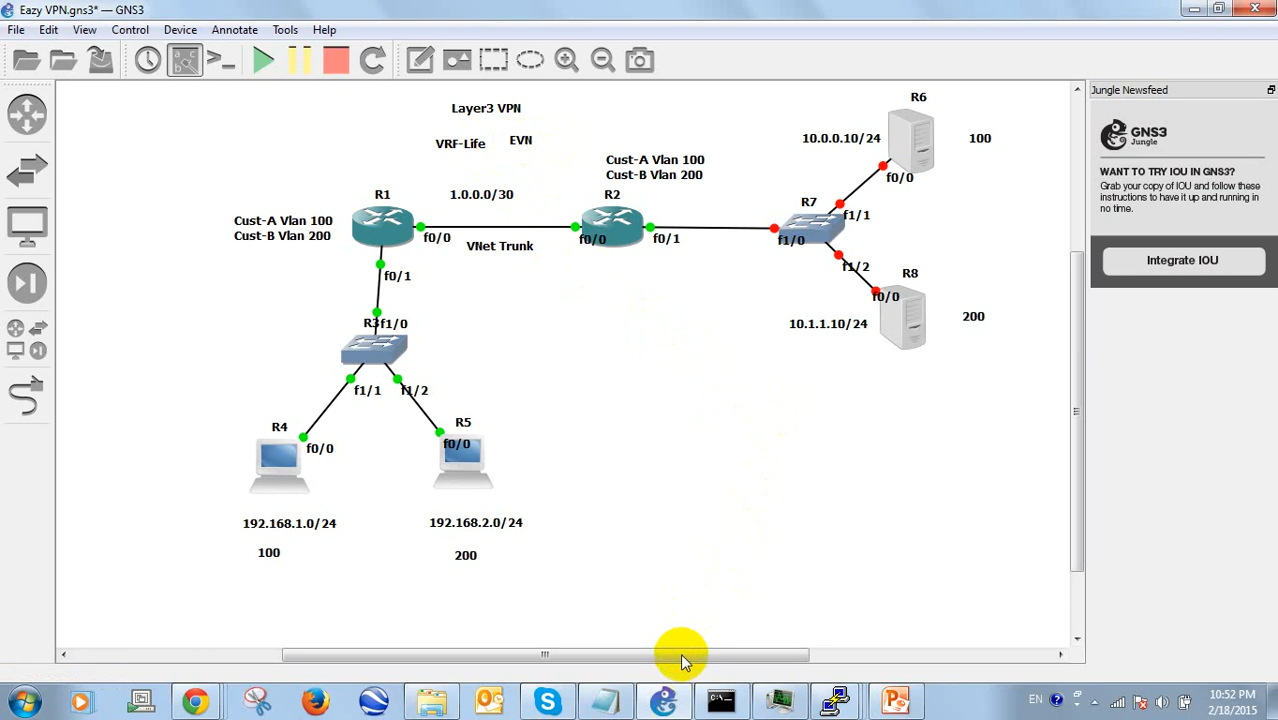 Eazy VPN.gns3* — GNS3
File Edit View Control Device Annotate Tools Help
Jungle Newsfeed
GNS3
Jungle
WANT TO TRY IOU IN GNS3?
Grab your copy of IOU and follow these
instructions to have it up and running in
no time.
Integrate IOU
Layer3 VPN
VRF-Life
EVN
1.0.0.0/30
VNet Trunk
Cust-A Vlan 100
Cust-B Vlan 200
R1
f0/0
f0/1
Cust-A Vlan 100
Cust-B Vlan 200
R2
f0/0
f0/1
R7
f1/0
f1/1
f1/2
R6
10.0.0.10/24
100
f0/0
R8
f0/0
10.1.1.10/24
200
R3
f1/0
f1/1
f1/2
R4
f0/0
192.168.1.0/24
100
R5
f0/0
192.168.2.0/24
200
EN
10:52 PM
2/18/2015